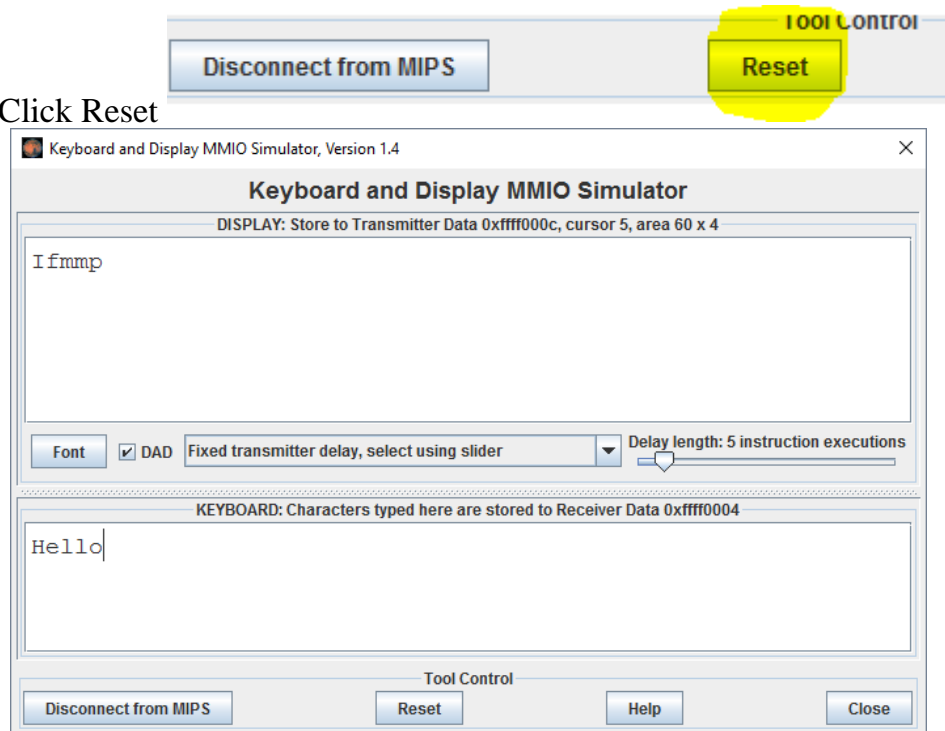 Tool Control
Disconnect from MIPS Reset
Click Reset
Keyboard and Display MMIO Simulator, Version 1.4
Keyboard and Display MMIO Simulator
DISPLAY: Store to Transmitter Data 0xffff000c, cursor 5, area 60 x 4
Ifmmp
Font DAD Fixed transmitter delay, select using slider Delay length: 5 instruction executions
KEYBOARD: Characters typed here are stored to Receiver Data 0xffff0004
Hello
Tool Control
Disconnect from MIPS Reset Help Close